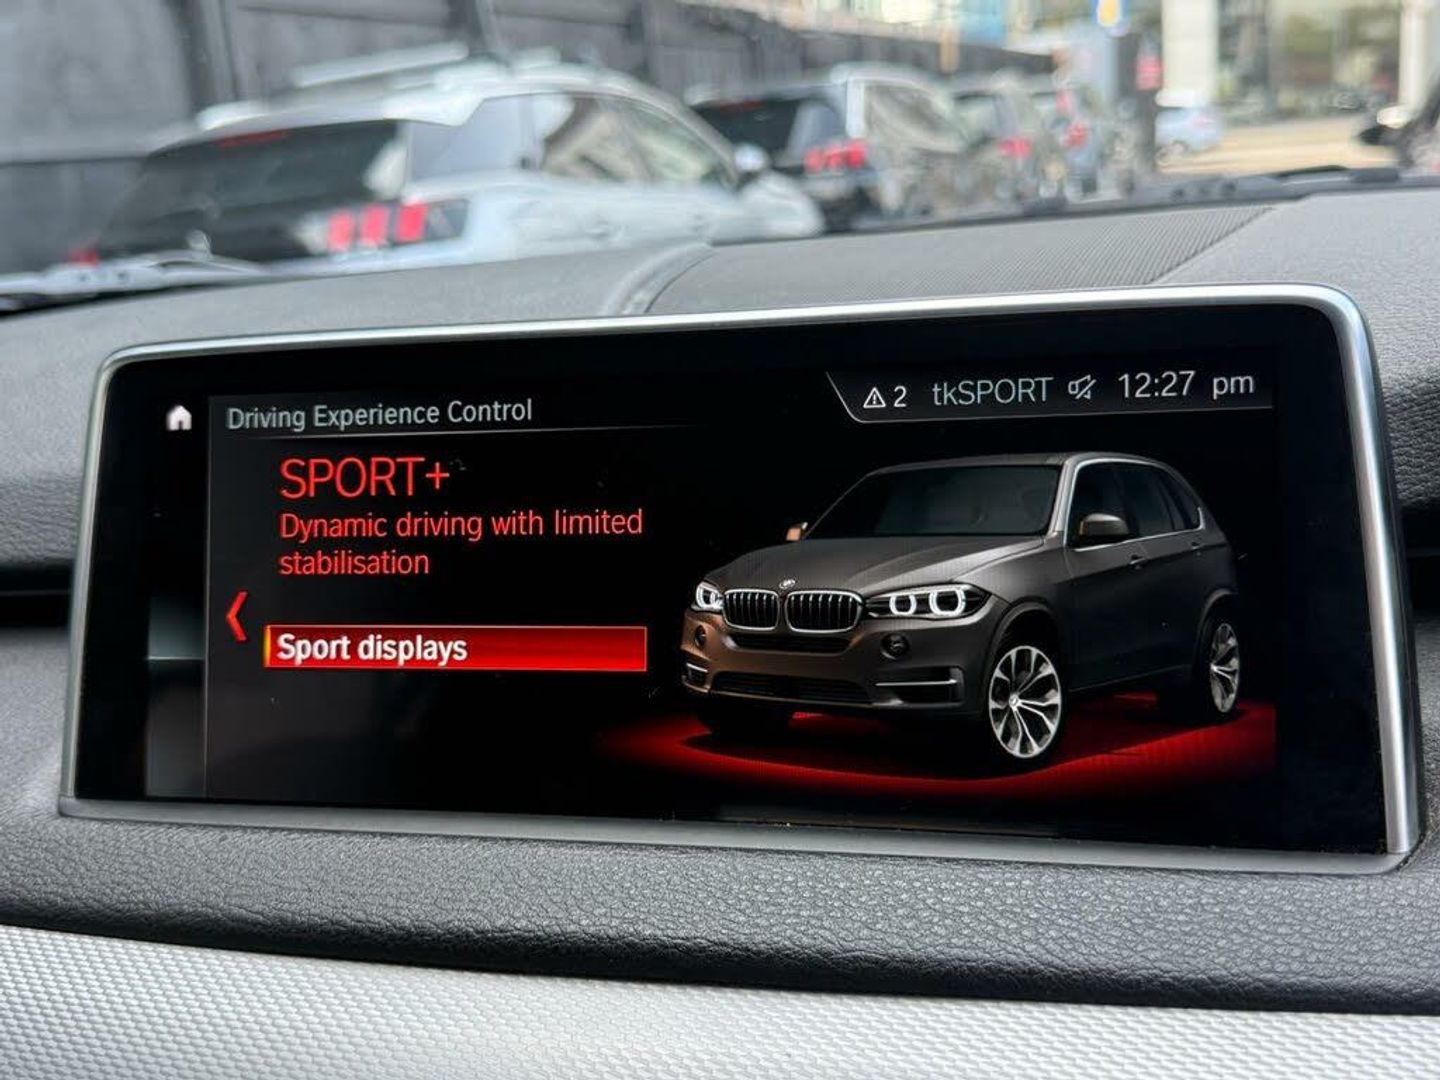 Driving Experience Control
2 tkSPORT 12:27 pm
SPORT+
Dynamic driving with limited
stabilisation
Sport displays